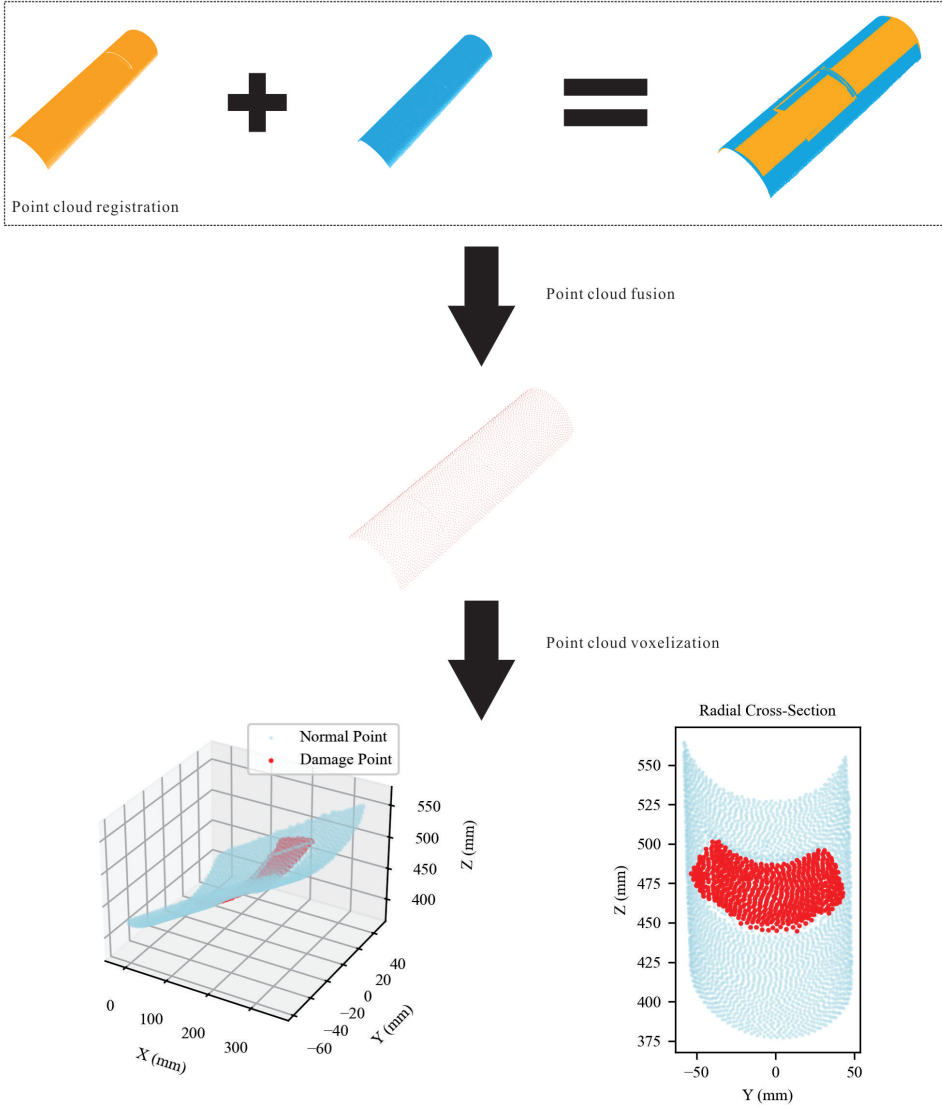 Point cloud registration
Point cloud fusion
Point cloud voxelization
Normal Point
Damage Point
550
500
450
400
Z (mm)
40
20
0
−20
−40
−60
Y (mm)
0
100
200
300
X (mm)
Radial Cross-Section
550
525
500
475
450
425
400
375
Z (mm)
−50
0
50
Y (mm)